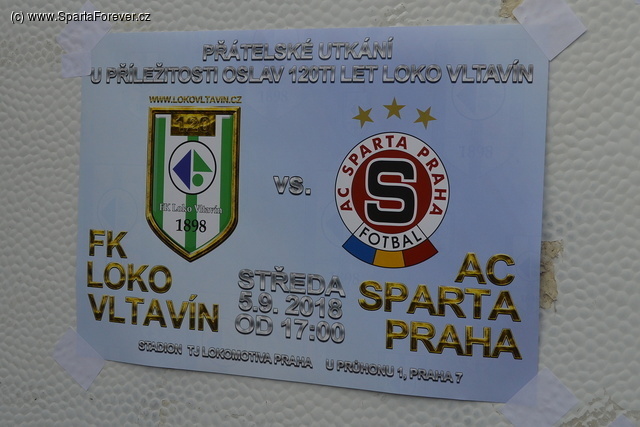 (c) www.SpartaForever.cz
PŘÁTELSKÉ UTKÁNÍ
U PŘÍLEŽITOSTI OSLAV 120TI LET LOKO VLTAVÍN
WWW.LOKOVLTAVIN.CZ
FK Loko Vltavín
1898
vs.
AC SPARTA PRAHA
S
FOTBAL
FK
LOKO
VLTAVÍN
STŘEDA
5.9. 2018
OD 17:00
AC
SPARTA
PRAHA
STADION TJ LOKOMOTIVA PRAHA U PRŮHONU 1, PRAHA 7